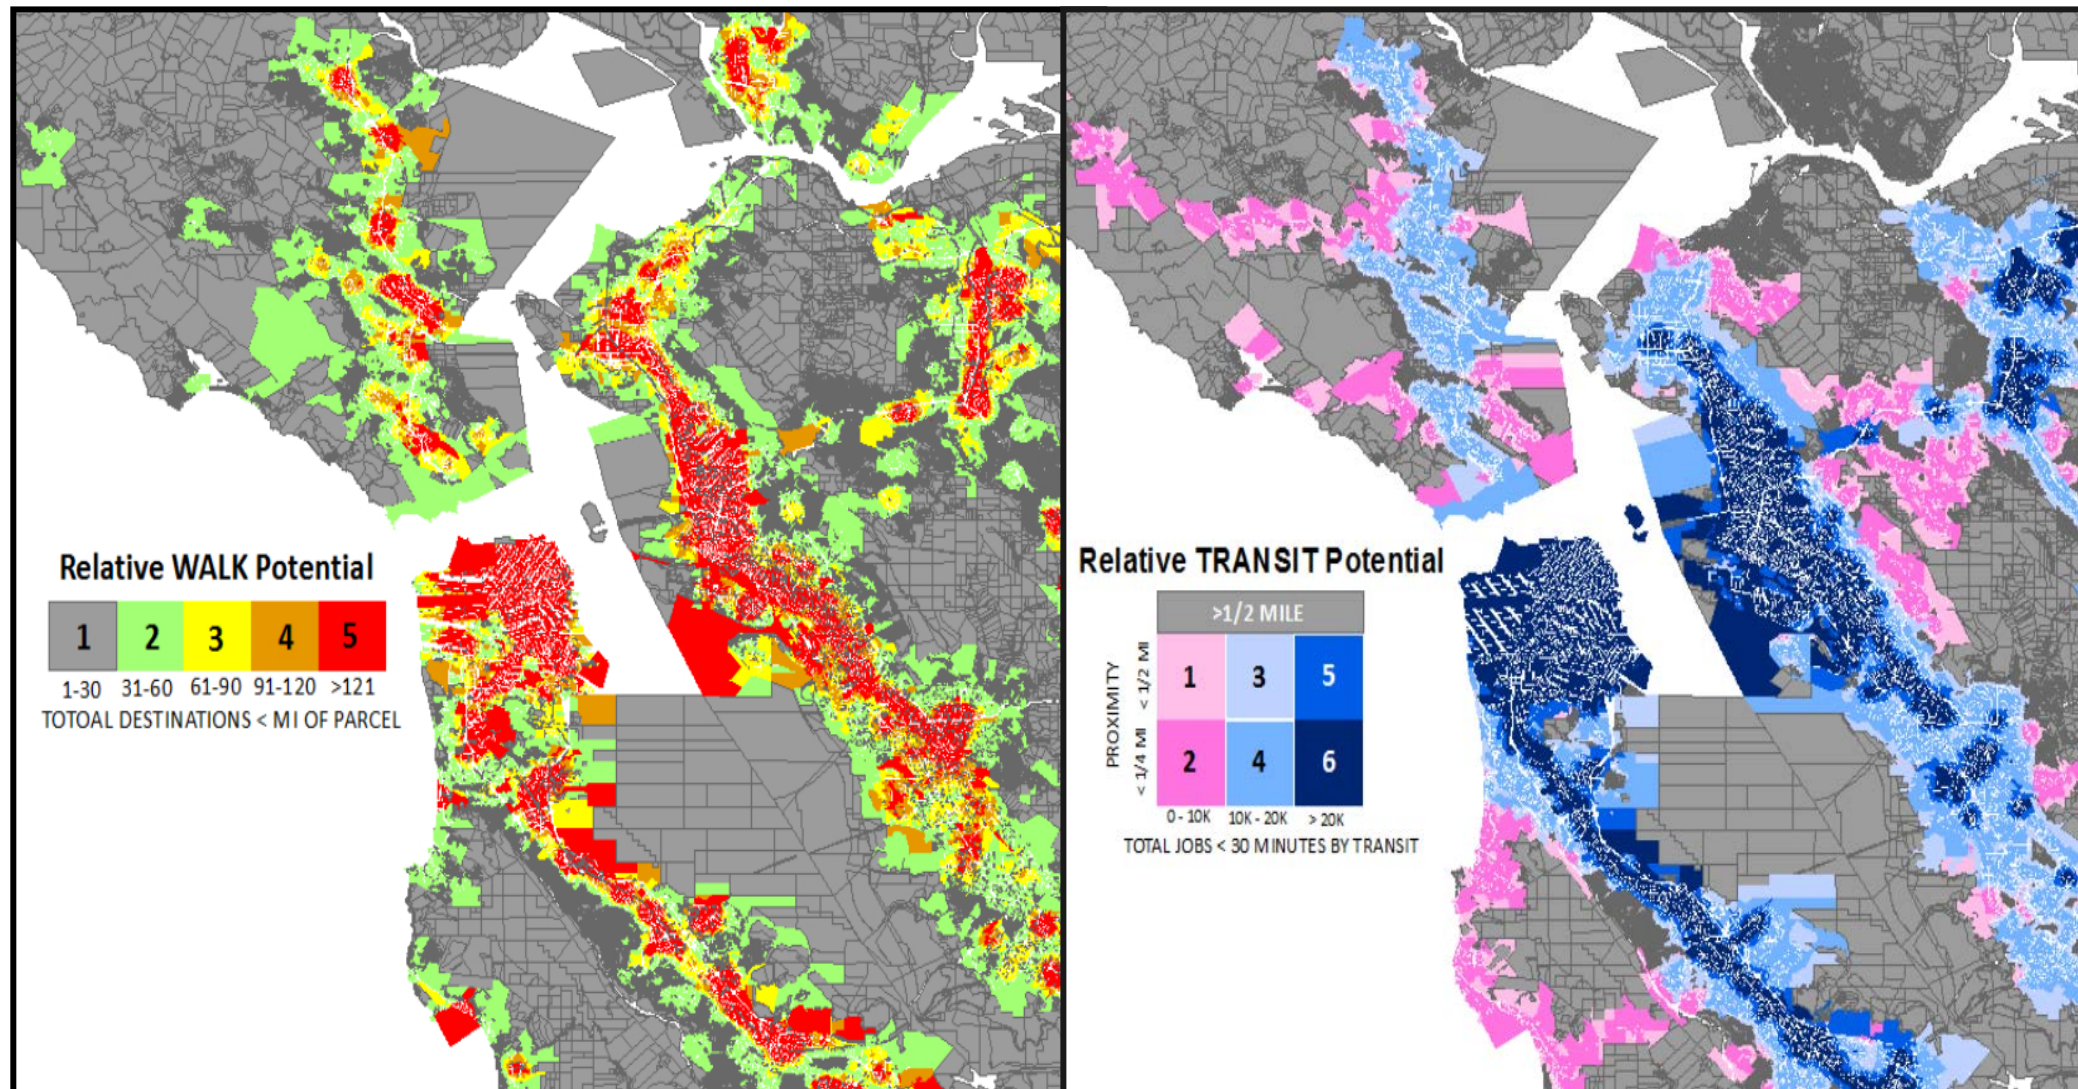 Relative WALK Potential
1 2 3 4 5
1-30 31-60 61-90 91-120 >121
TOTOAL DESTINATIONS < MI OF PARCEL
Relative TRANSIT Potential
>1/2 MILE
PROXIMITY
< 1/2 MI
1 3 5
< 1/4 MI
2 4 6
0 - 10K 10K - 20K > 20K
TOTAL JOBS < 30 MINUTES BY TRANSIT